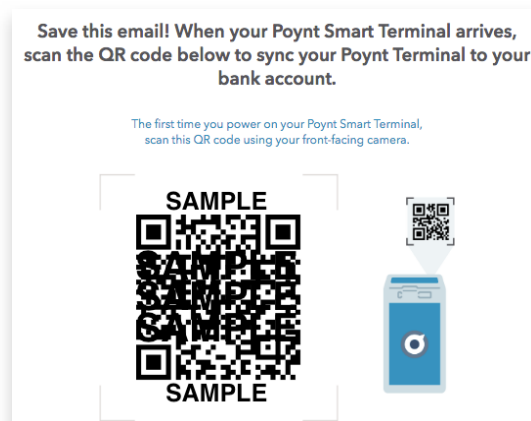 Save this email! When your Poynt Smart Terminal arrives,
scan the QR code below to sync your Poynt Terminal to your
bank account.
The first time you power on your Poynt Smart Terminal,
scan this QR code using your front-facing camera.
SAMPLE
SAMPLE
SAMPLE
SAMPLE
SAMPLE